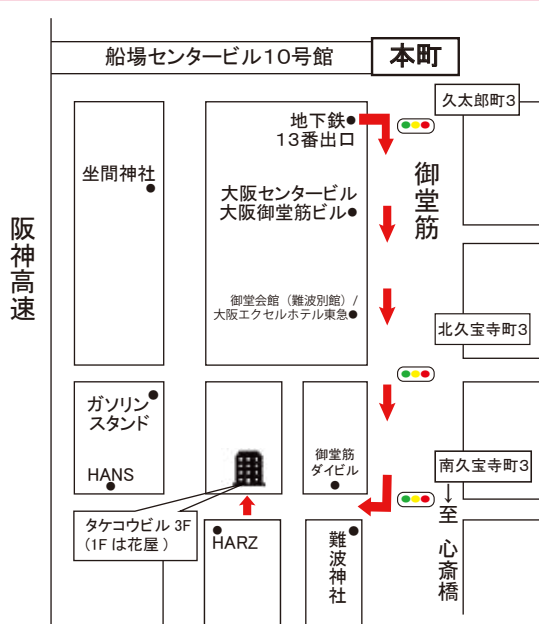 船場センタービル10号館
本町
久太郎町3
地下鉄
13番出口
坐間神社
御堂筋
大阪センタービル
大阪御堂筋ビル
阪神高速
御堂会館（難波別館）/
大阪エクセルホテル東急
北久宝寺町3
ガソリン
スタンド
御堂筋
ダイビル
HANS
南久宝寺町3
↓
至 心斎橋
タケコウビル 3F
(1F は花屋 )
HARZ
難波神社